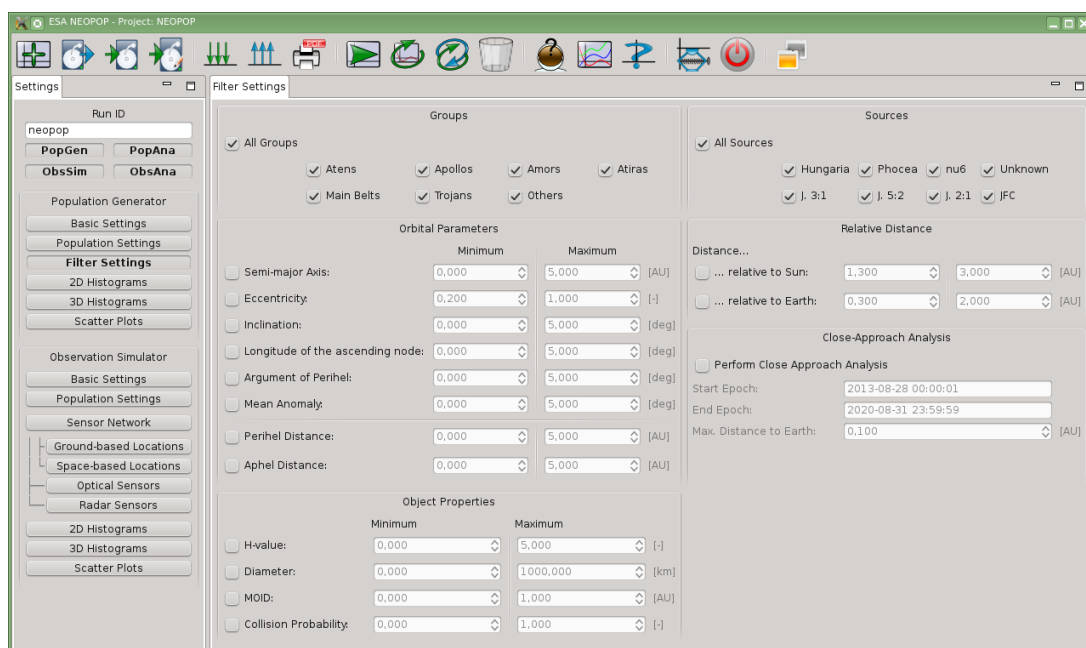 ESA NEOPOP - Project: NEOPOP
Settings
Run ID
neopop
PopGen PopAna
ObsSim ObsAna
Population Generator
Basic Settings
Population Settings
Filter Settings
2D Histograms
3D Histograms
Scatter Plots
Observation Simulator
Basic Settings
Population Settings
Sensor Network
Ground-based Locations
Space-based Locations
Optical Sensors
Radar Sensors
2D Histograms
3D Histograms
Scatter Plots
Filter Settings
Groups
All Groups
Atens Apollos Amors Atiras
Main Belts Trojans Others
Orbital Parameters
Minimum Maximum
Semi-major Axis: 0,000 5,000 [AU]
Eccentricity: 0,200 1,000 [-]
Inclination: 0,000 5,000 [deg]
Longitude of the ascending node: 0,000 5,000 [deg]
Argument of Perihel: 0,000 5,000 [deg]
Mean Anomaly: 0,000 5,000 [deg]
Perihel Distance: 0,000 5,000 [AU]
Aphel Distance: 0,000 5,000 [AU]
Object Properties
Minimum Maximum
H-value: 0,000 5,000 [-]
Diameter: 0,000 1000,000 [km]
MOID: 0,000 1,000 [AU]
Collision Probability: 0,000 1,000 [-]
Sources
All Sources
Hungaria Phocea nu6 Unknown
J. 3:1 J. 5:2 J. 2:1 JFC
Relative Distance
Distance...
... relative to Sun: 1,300 3,000 [AU]
... relative to Earth: 0,300 2,000 [AU]
Close-Approach Analysis
Perform Close Approach Analysis
Start Epoch: 2013-08-28 00:00:01
End Epoch: 2020-08-31 23:59:59
Max. Distance to Earth: 0,100 [AU]